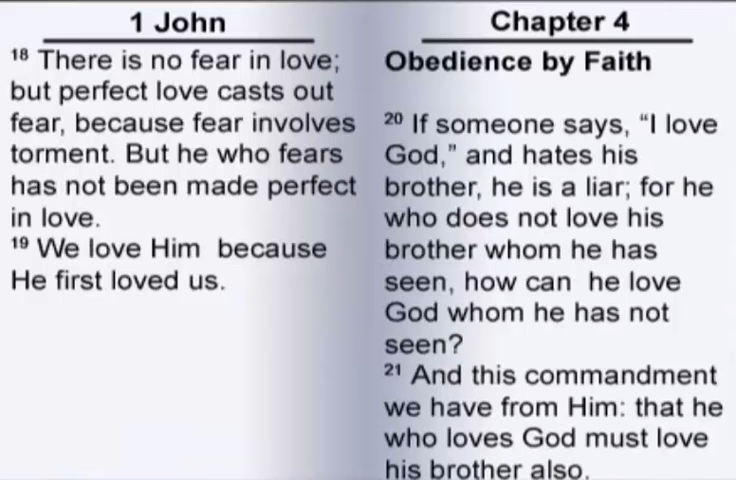 1 John
¹⁸ There is no fear in love;
but perfect love casts out
fear, because fear involves
torment. But he who fears
has not been made perfect
in love.
¹⁹ We love Him  because
He first loved us.
Chapter 4
Obedience by Faith
²⁰ If someone says, “I love
God,” and hates his
brother, he is a liar; for he
who does not love his
brother whom he has
seen, how can  he love
God whom he has not
seen?
²¹ And this commandment
we have from Him: that he
who loves God must love
his brother also.